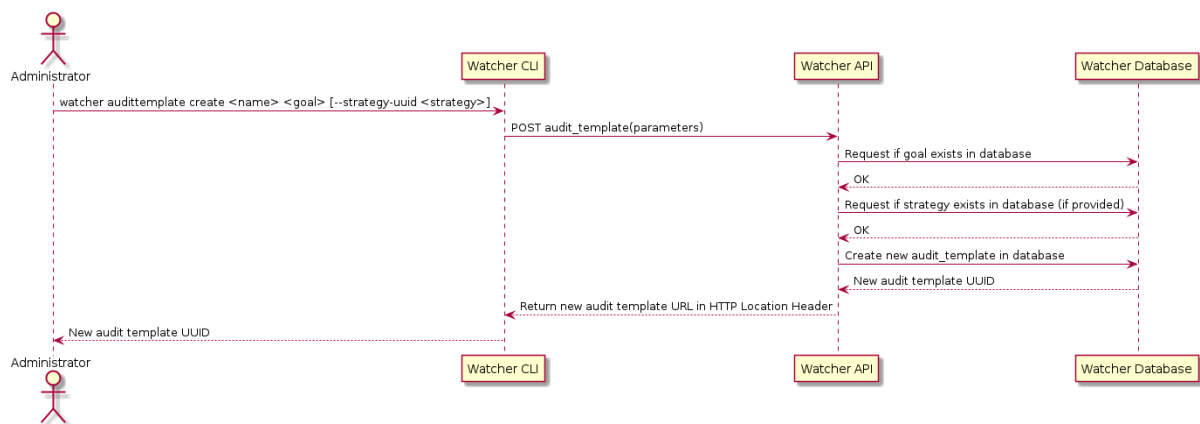 Administrator
Watcher CLI
Watcher API
Watcher Database
watcher audittemplate create <name> <goal> [--strategy-uuid <strategy>]
POST audit_template(parameters)
Request if goal exists in database
OK
Request if strategy exists in database (if provided)
OK
Create new audit_template in database
New audit template UUID
Return new audit template URL in HTTP Location Header
New audit template UUID
Administrator
Watcher CLI
Watcher API
Watcher Database